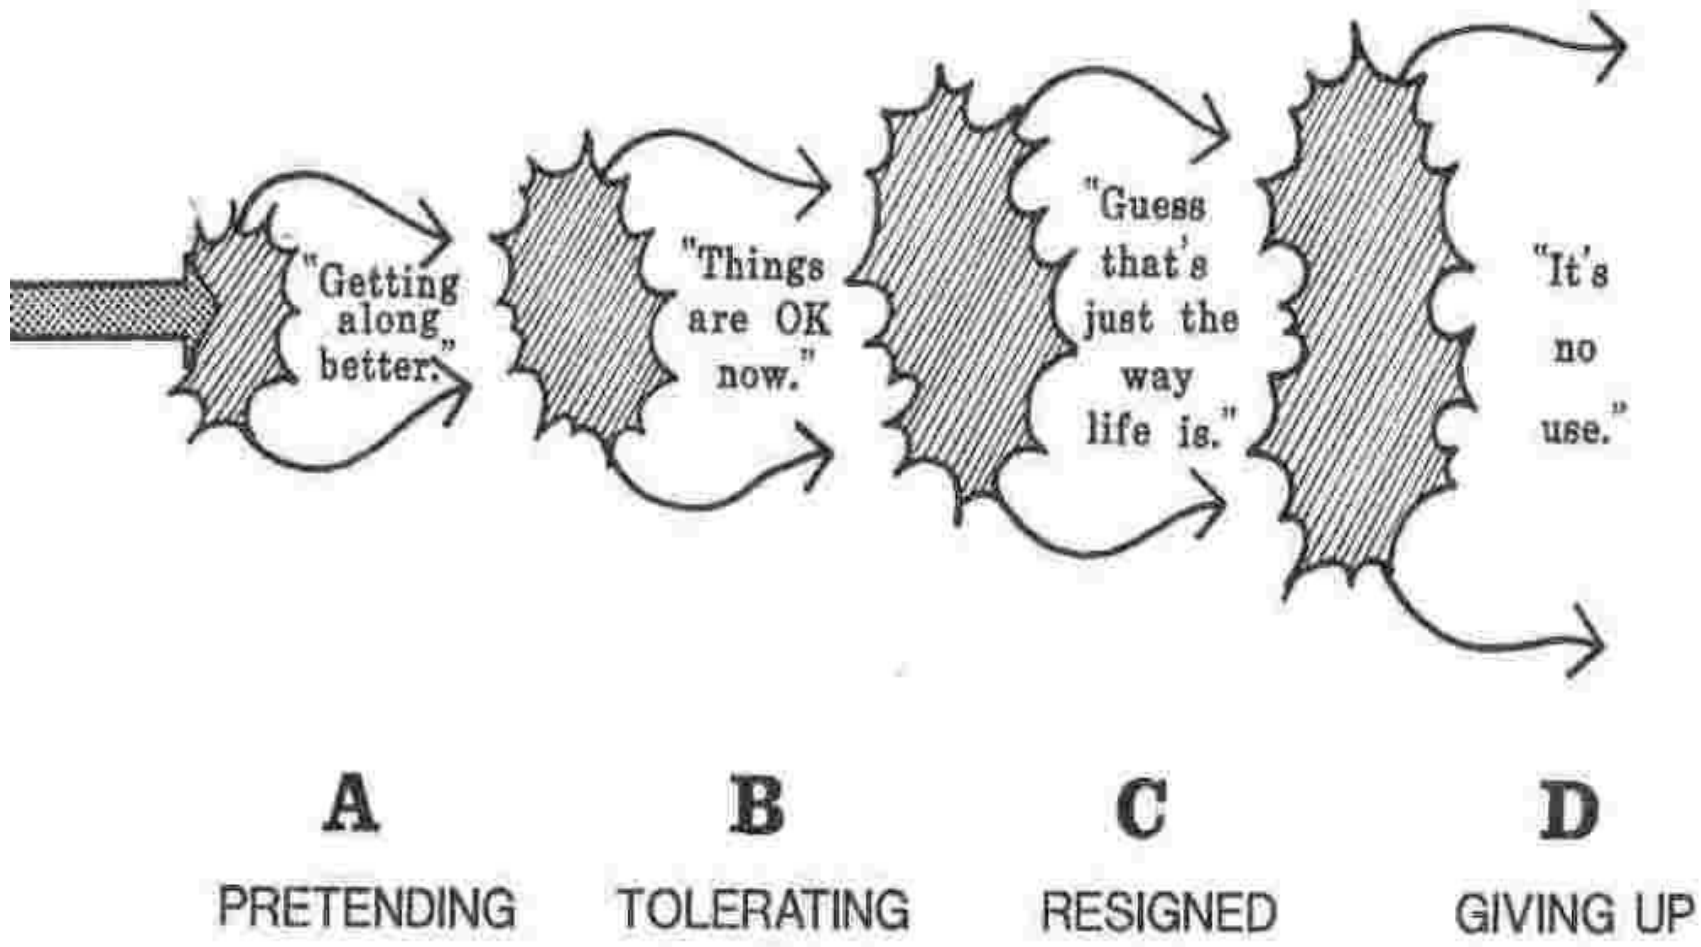 "Getting
along
better."
"Things
are OK
now."
"Guess
that's
just the
way
life is."
"It's
no
use."
A
B
C
D
PRETENDING
TOLERATING
RESIGNED
GIVING UP